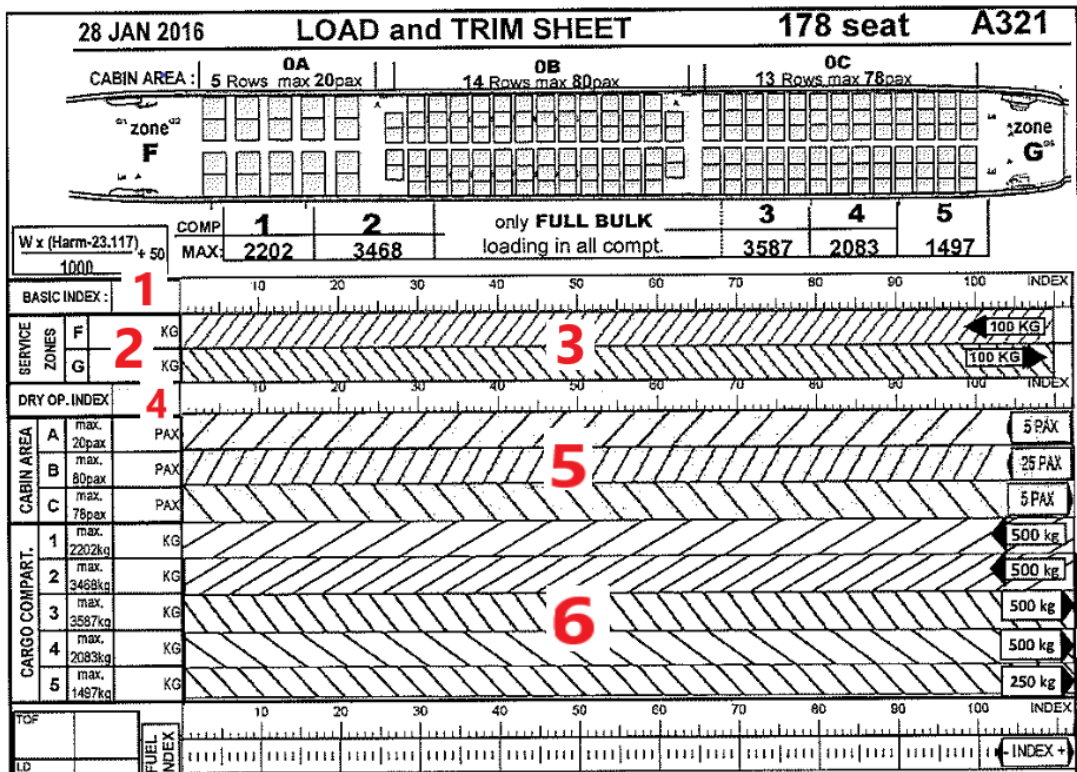 28 JAN 2016 LOAD and TRIM SHEET 178 seat A321
0A 0B 0C
CABIN AREA : 5 Rows max 20pax 14 Rows max 80pax 13 Rows max 78pax
zone F
zone G
COMP 1 2 only FULL BULK 3 4 5
MAX: 2202 3468 loading in all compt. 3587 2083 1497
W x (Harm-23.117) + 50
1000
10 20 30 40 50 60 70 80 90 100 INDEX
BASIC INDEX : 1
SERVICE ZONES
F KG 100 KG
2 3
G KG 100 KG
10 20 30 40 50 60 70 80 90 100 INDEX
DRY OP. INDEX 4
CABIN AREA
A max. 20pax PAX 5 PAX
B max. 80pax PAX 5 25 PAX
C max. 78pax PAX 5 PAX
CARGO COMPART.
1 max. 2202kg KG 500 kg
2 max. 3468kg KG 500 kg
3 max. 3587kg KG 6 500 kg
4 max. 2083kg KG 500 kg
5 max. 1497kg KG 250 kg
10 20 30 40 50 60 70 80 90 100 INDEX
TOF
LD
FUEL INDEX
- INDEX +